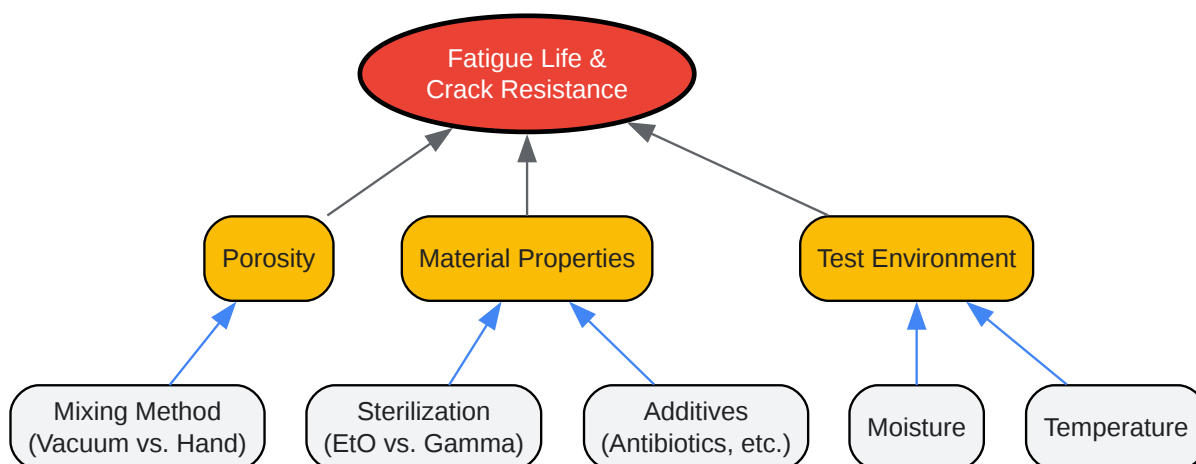 Fatigue Life &
Crack Resistance
Porosity
Material Properties
Test Environment
Mixing Method
(Vacuum vs. Hand)
Sterilization
(EtO vs. Gamma)
Additives
(Antibiotics, etc.)
Moisture
Temperature